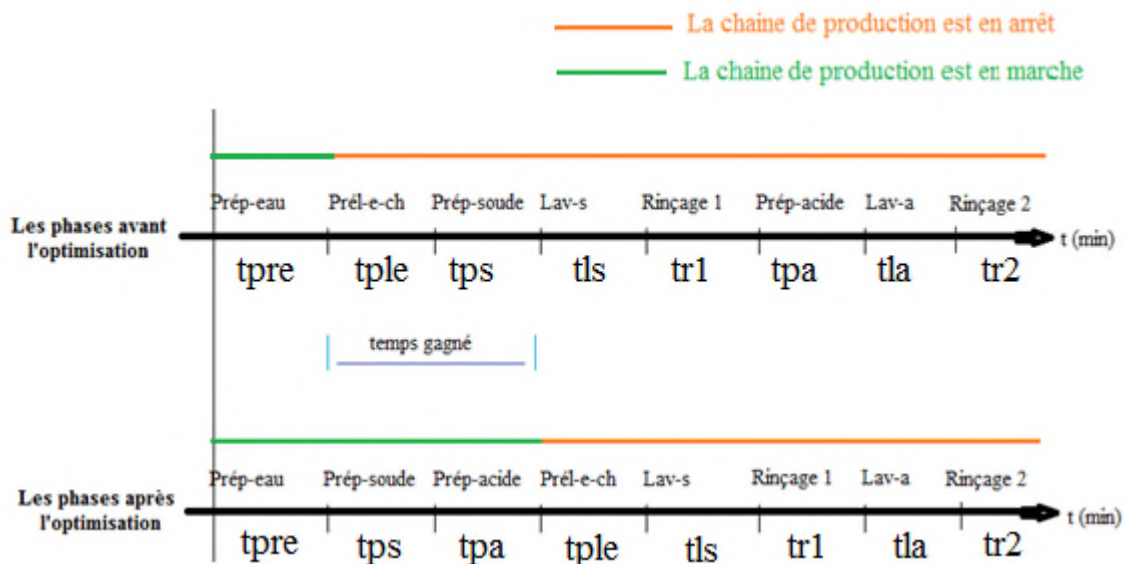 La chaine de production est en arrêt
La chaine de production est en marche
Prép-eau Prél-e-ch Prép-soude Lav-s Rinçage 1 Prép-acide Lav-a Rinçage 2
Les phases avant
l'optimisation
t (min)
tpre tple tps tls tr1 tpa tla tr2
temps gagné
Prép-eau Prép-soude Prép-acide Prél-e-ch Lav-s Rinçage 1 Lav-a Rinçage 2
Les phases après
l'optimisation
t (min)
tpre tps tpa tple tls tr1 tla tr2